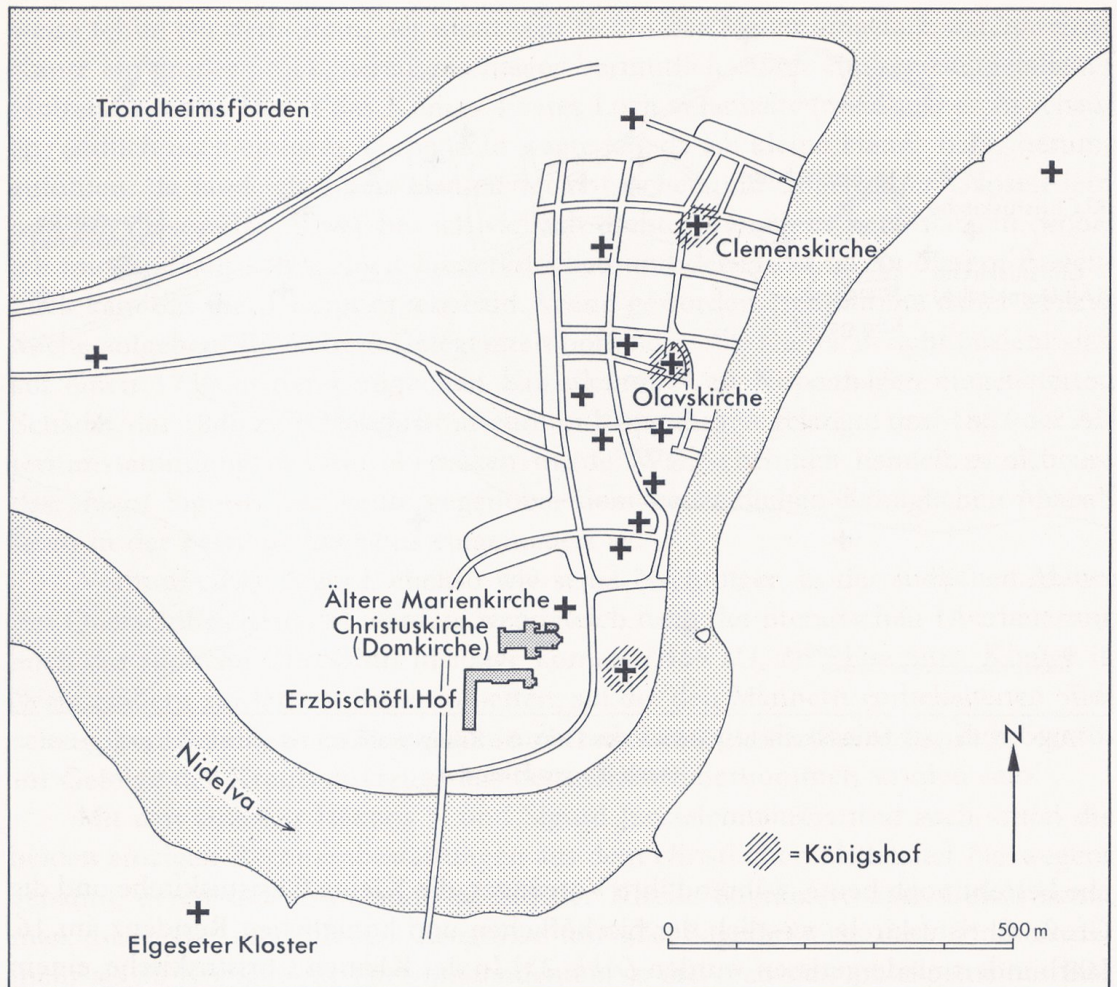 Trondheimsfjorden
Clemenskirche
Olavskirche
Ältere Marienkirche
Christuskirche
(Domkirche)
Erzbischöfl.Hof
Nidelva
N
=Königshof
Elgeseter Kloster
0 500 m